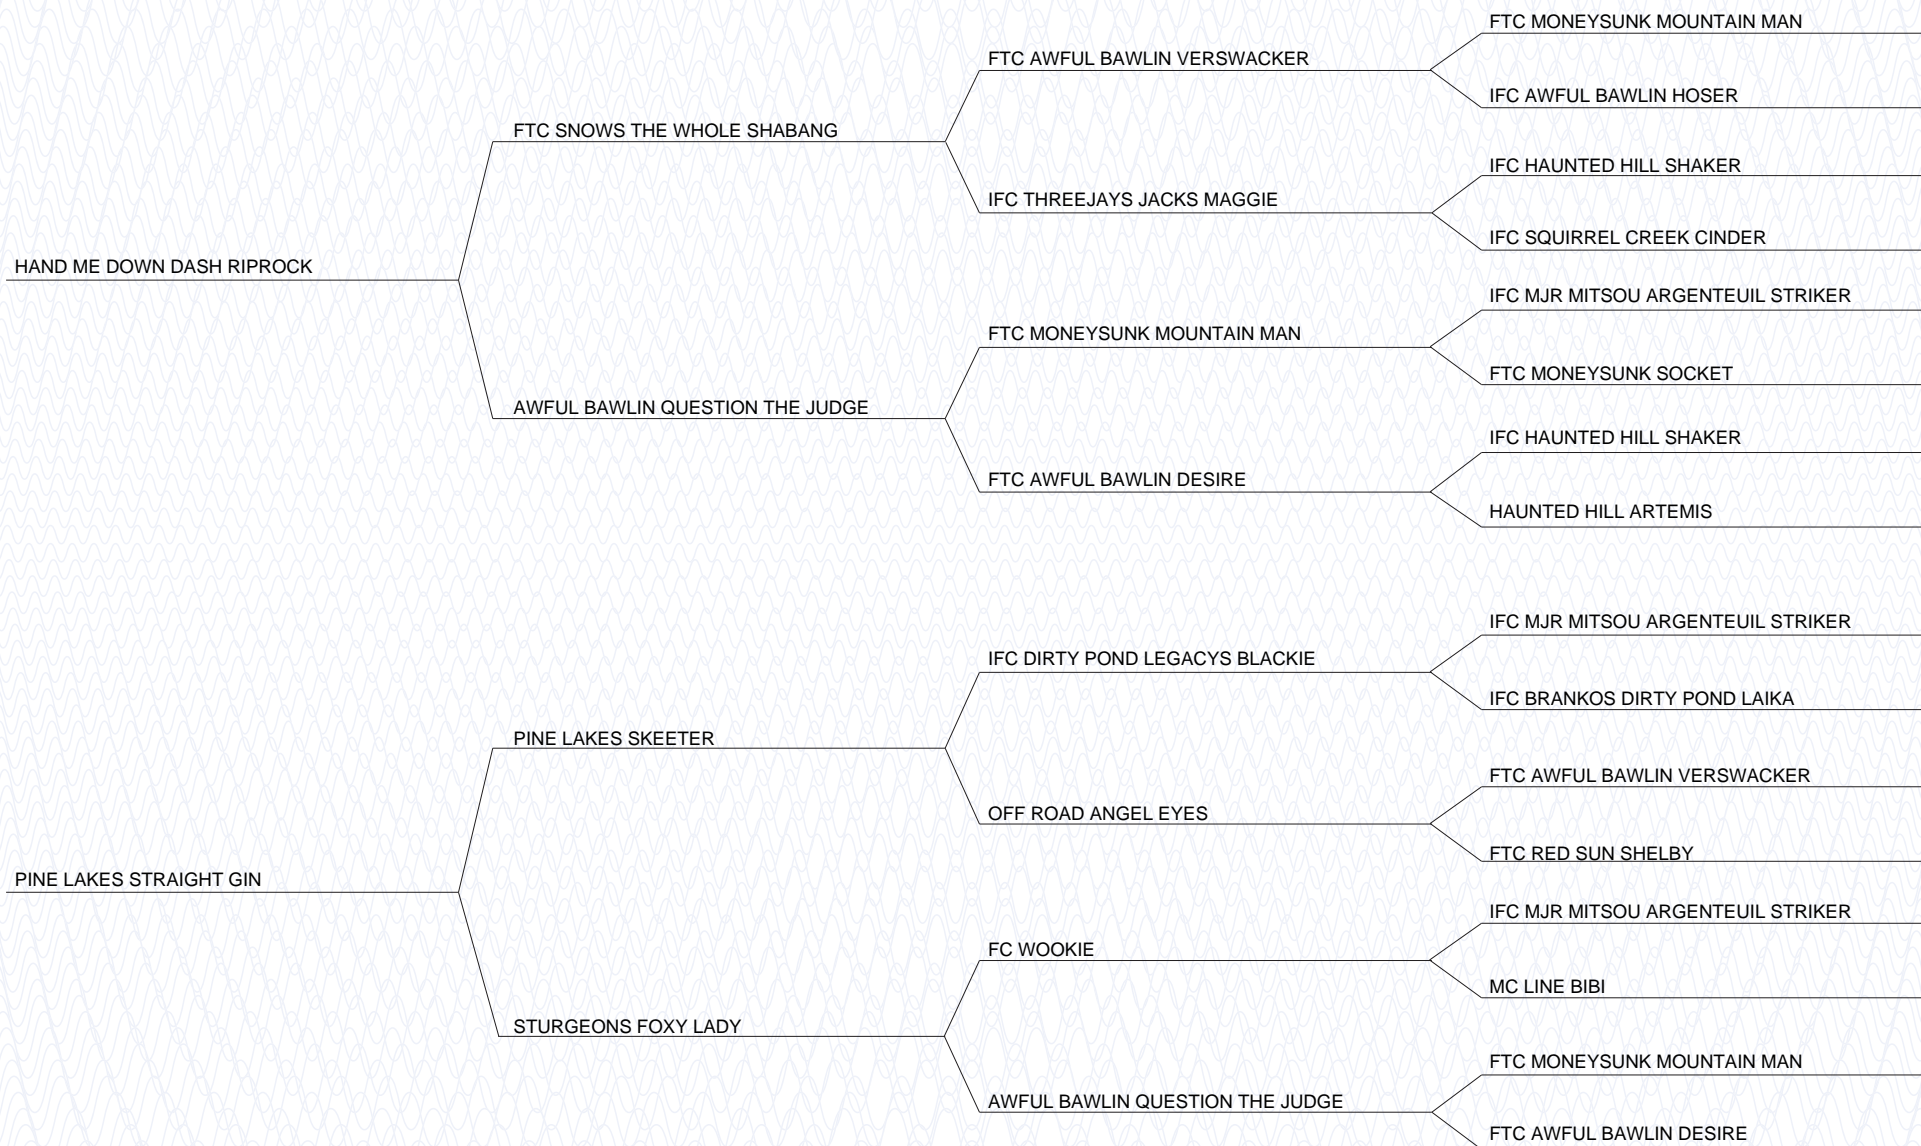 FTC MONEYSUNK MOUNTAIN MAN
FTC AWFUL BAWLIN VERSWACKER
IFC AWFUL BAWLIN HOSER
FTC SNOWS THE WHOLE SHABANG
IFC HAUNTED HILL SHAKER
IFC THREEJAYS JACKS MAGGIE
IFC SQUIRREL CREEK CINDER
HAND ME DOWN DASH RIPROCK
IFC MJR MITSOU ARGENTEUIL STRIKER
FTC MONEYSUNK MOUNTAIN MAN
FTC MONEYSUNK SOCKET
AWFUL BAWLIN QUESTION THE JUDGE
IFC HAUNTED HILL SHAKER
FTC AWFUL BAWLIN DESIRE
HAUNTED HILL ARTEMIS
IFC MJR MITSOU ARGENTEUIL STRIKER
IFC DIRTY POND LEGACYS BLACKIE
IFC BRANKOS DIRTY POND LAIKA
PINE LAKES SKEETER
FTC AWFUL BAWLIN VERSWACKER
OFF ROAD ANGEL EYES
FTC RED SUN SHELBY
PINE LAKES STRAIGHT GIN
IFC MJR MITSOU ARGENTEUIL STRIKER
FC WOOKIE
MC LINE BIBI
STURGEONS FOXY LADY
FTC MONEYSUNK MOUNTAIN MAN
AWFUL BAWLIN QUESTION THE JUDGE
FTC AWFUL BAWLIN DESIRE